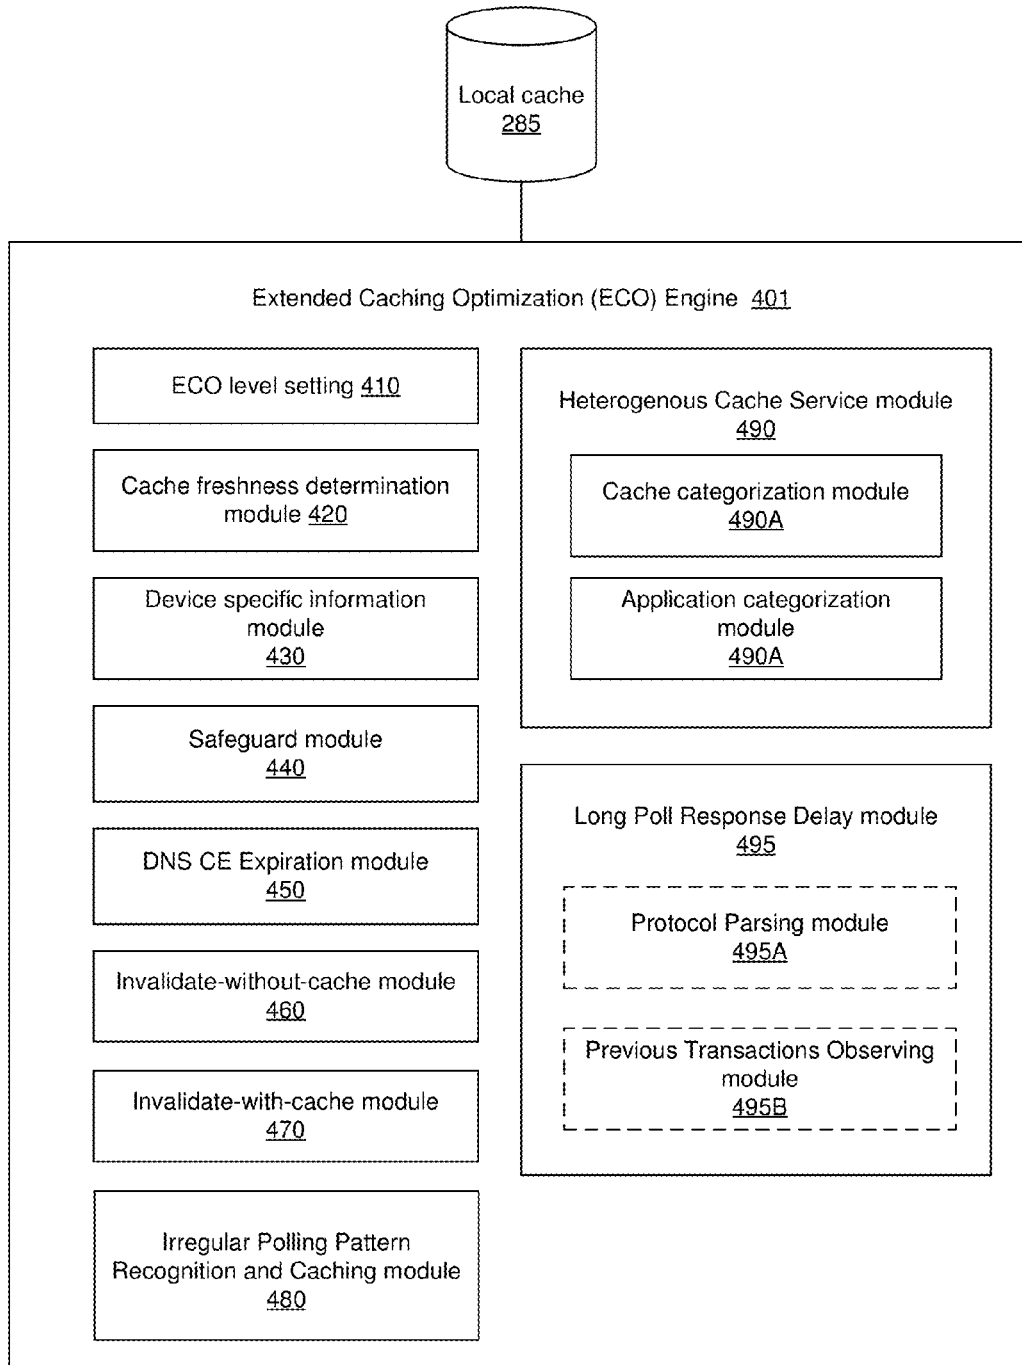 Local cache
285
Extended Caching Optimization (ECO) Engine 401
ECO level setting 410
Cache freshness determination
module 420
Device specific information
module
430
Safeguard module
440
DNS CE Expiration module
450
Invalidate-without-cache module
460
Invalidate-with-cache module
470
Irregular Polling Pattern
Recognition and Caching module
480
Heterogenous Cache Service module
490
Cache categorization module
490A
Application categorization
module
490A
Long Poll Response Delay module
495
Protocol Parsing module
495A
Previous Transactions Observing
module
495B